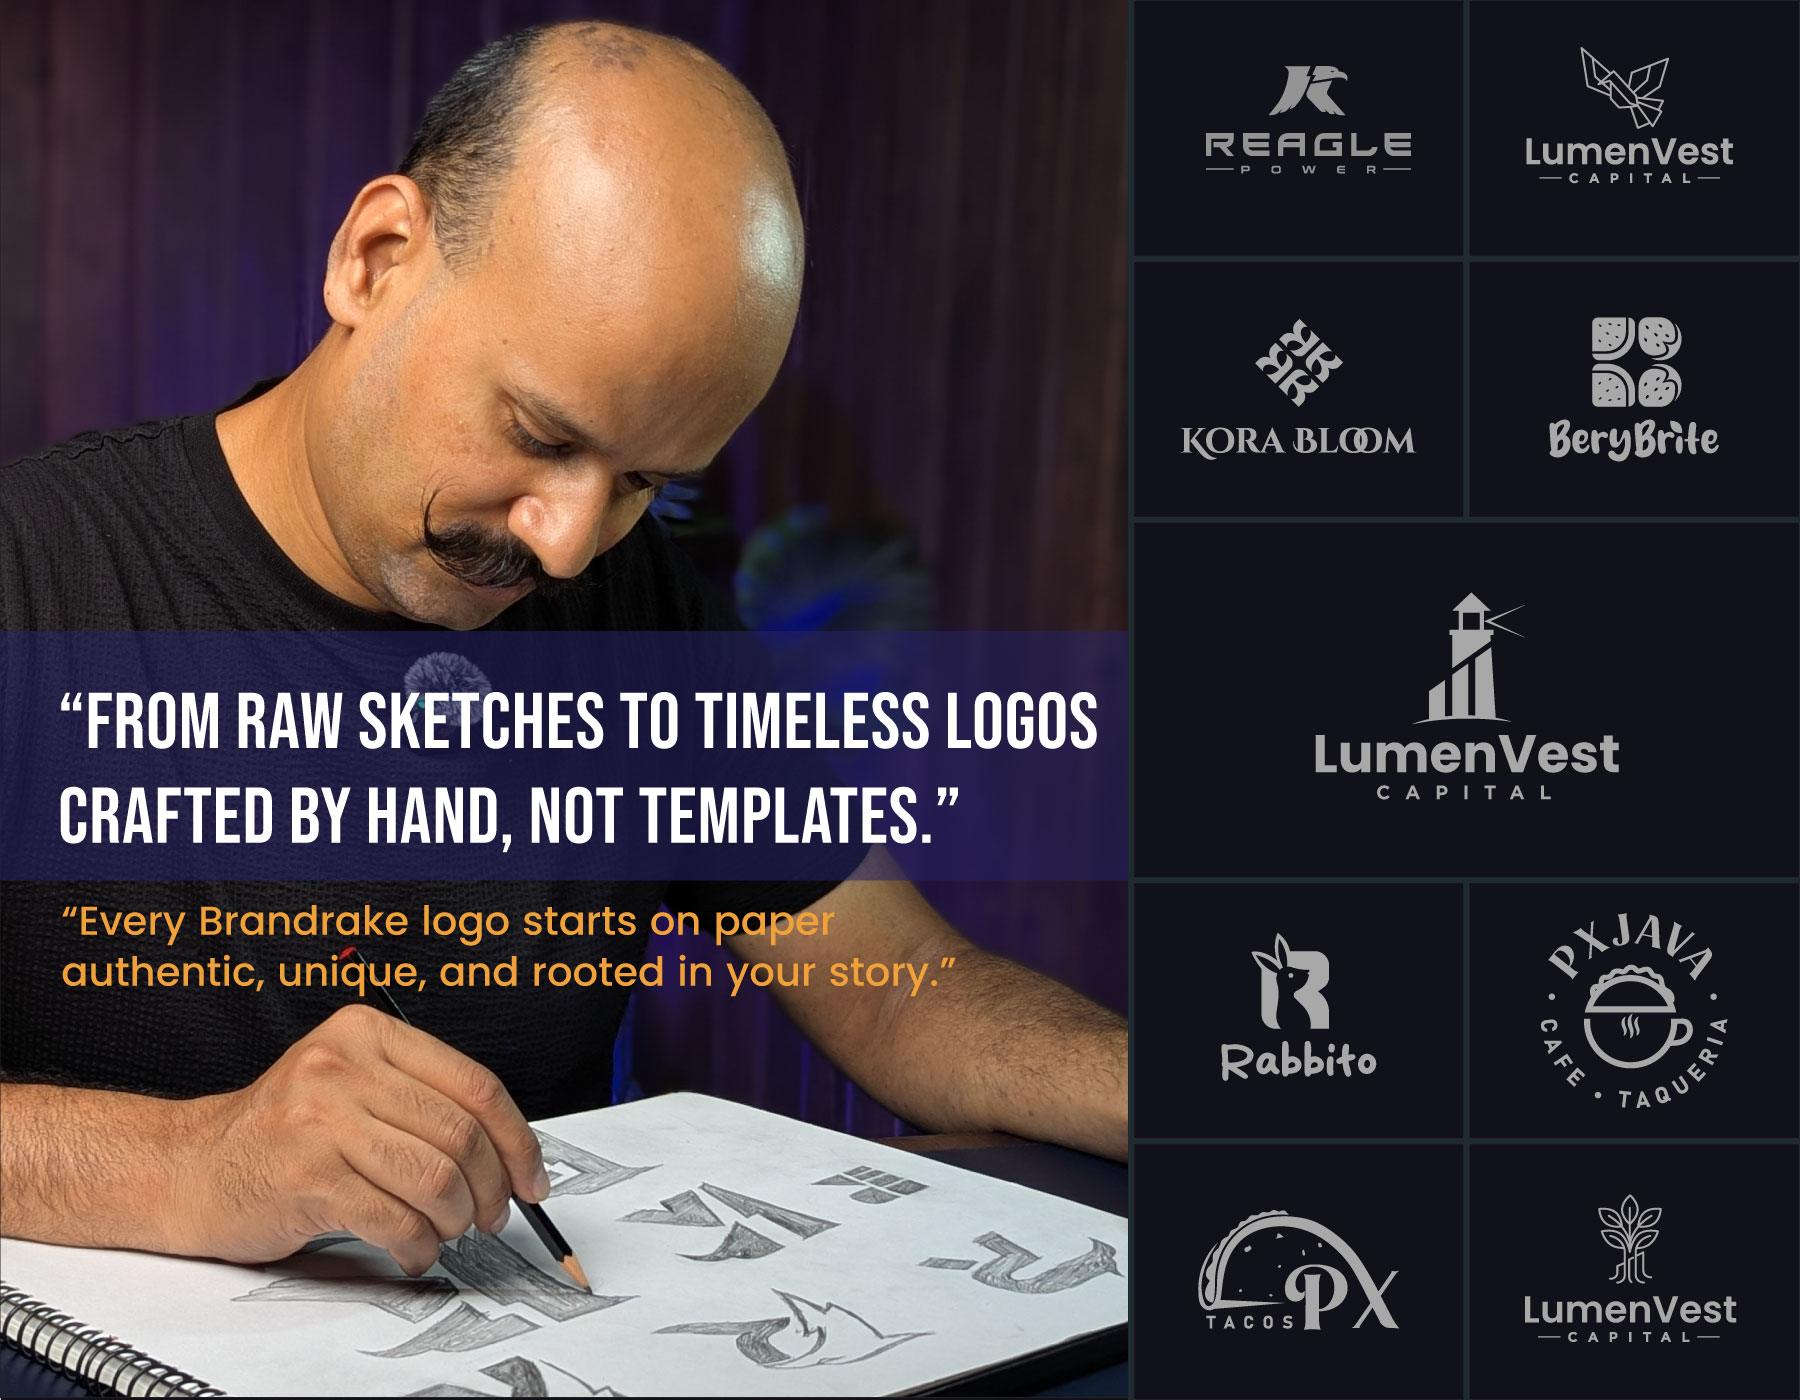 “FROM RAW SKETCHES TO TIMELESS LOGOS
CRAFTED BY HAND, NOT TEMPLATES.”
“Every Brandrake logo starts on paper
authentic, unique, and rooted in your story.”
REAGLE
POWER
LumenVest
CAPITAL
KORA BLOOM
BeryBrite
LumenVest
CAPITAL
Rabbito
PXJAVA
CAFE • TAQUERIA
TACOS PX
LumenVest
CAPITAL